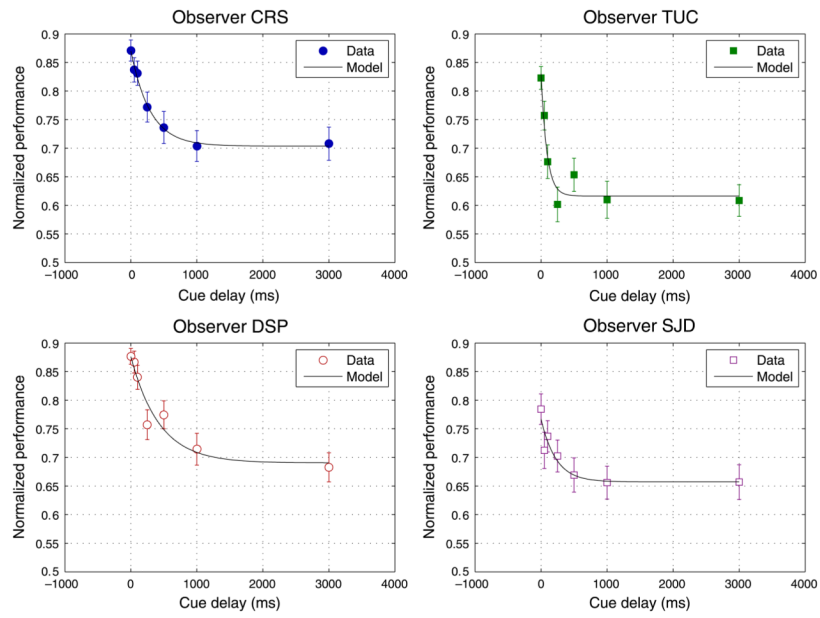 Observer CRS
Normalized performance
0.9
0.85
0.8
0.75
0.7
0.65
0.6
0.55
0.5
Data
Model
−1000 0 1000 2000 3000 4000
Cue delay (ms)
Observer TUC
Normalized performance
0.9
0.85
0.8
0.75
0.7
0.65
0.6
0.55
0.5
Data
Model
−1000 0 1000 2000 3000 4000
Cue delay (ms)
Observer DSP
Normalized performance
0.9
0.85
0.8
0.75
0.7
0.65
0.6
0.55
0.5
Data
Model
−1000 0 1000 2000 3000 4000
Cue delay (ms)
Observer SJD
Normalized performance
0.9
0.85
0.8
0.75
0.7
0.65
0.6
0.55
0.5
Data
Model
−1000 0 1000 2000 3000 4000
Cue delay (ms)